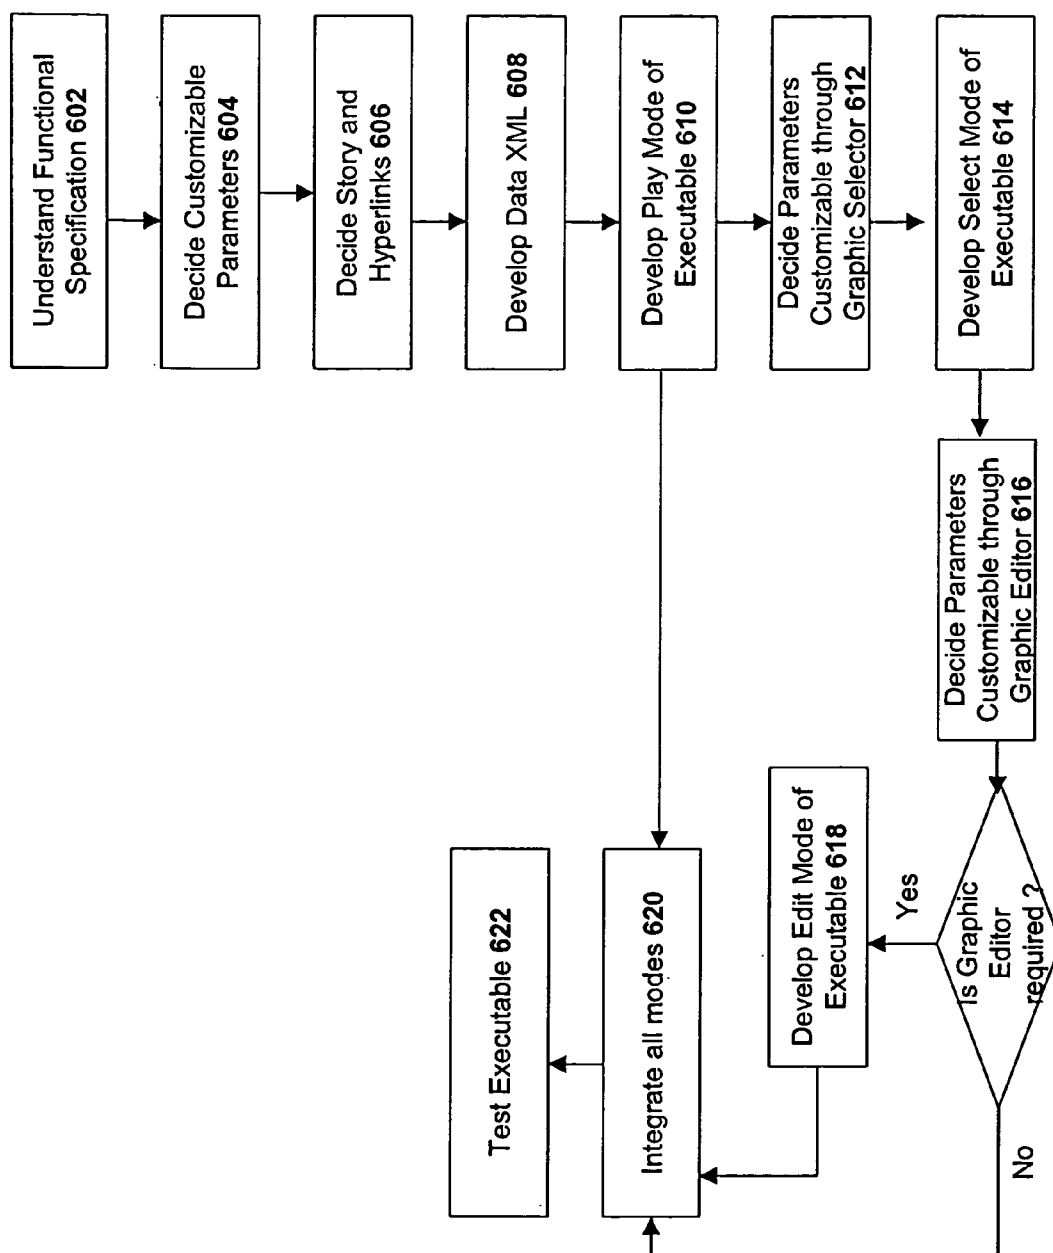 Understand Functional
Specification 602
Decide Customizable
Parameters 604
Decide Story and
Hyperlinks 606
Develop Data XML 608
Develop Play Mode of
Executable 610
Decide Parameters
Customizable through
Graphic Selector 612
Develop Select Mode of
Executable 614
Decide Parameters
Customizable through
Graphic Editor 616
Is Graphic
Editor
required ?
Yes
No
Develop Edit Mode of
Executable 618
Integrate all modes 620
Test Executable 622